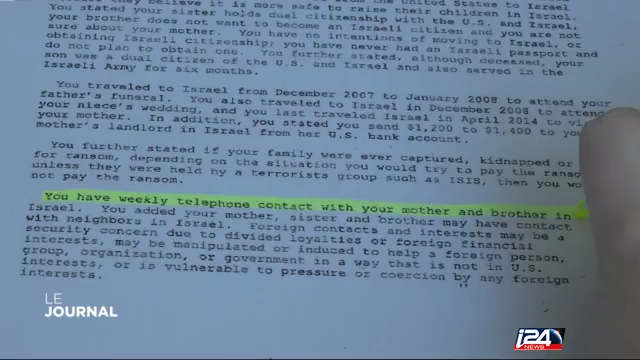 they believe it is more safe to raise their children in Israel.
You stated your sister holds dual citizenship with the U.S. and Israel,
your brother does not want to become an Israeli citizen and you are not
sure about your mother. You have no intentions of moving to Israel, or
obtaining Israeli citizenship; you have never had an Israeli passport and
do not plan to obtain one. You further stated, although deceased, your
son was a dual citizen of the U.S. and Israel and also served in the
Israeli Army for six months.
You traveled to Israel from December 2007 to January 2008 to attend your
father's funeral. You also traveled to Israel in December 2008 to attend
your niece's wedding, and you last traveled Israel in April 2014 to
your mother. In addition, you stated you send $1,200 to $1,400 to
mother's landlord in Israel from her U.S. bank account.
You further stated if your family were ever captured, kidnapped or
for ransom, depending on the situation you would try to pay the
unless they were held by a terrorists group such as ISIS, then you
not pay the ransom.
You have weekly telephone contact with your mother and brother in
Israel. You added your mother, sister and brother may have contact
with neighbors in Israel. Foreign contacts and interests may be a
security concern due to divided loyalties or foreign financial
interests, may be manipulated or induced to help a foreign person,
group, organization, or government in a way that is not in U.S.
interests, or is vulnerable to pressure or coercion by any foreign
interests.
LE
JOURNAL
i24
NEWS